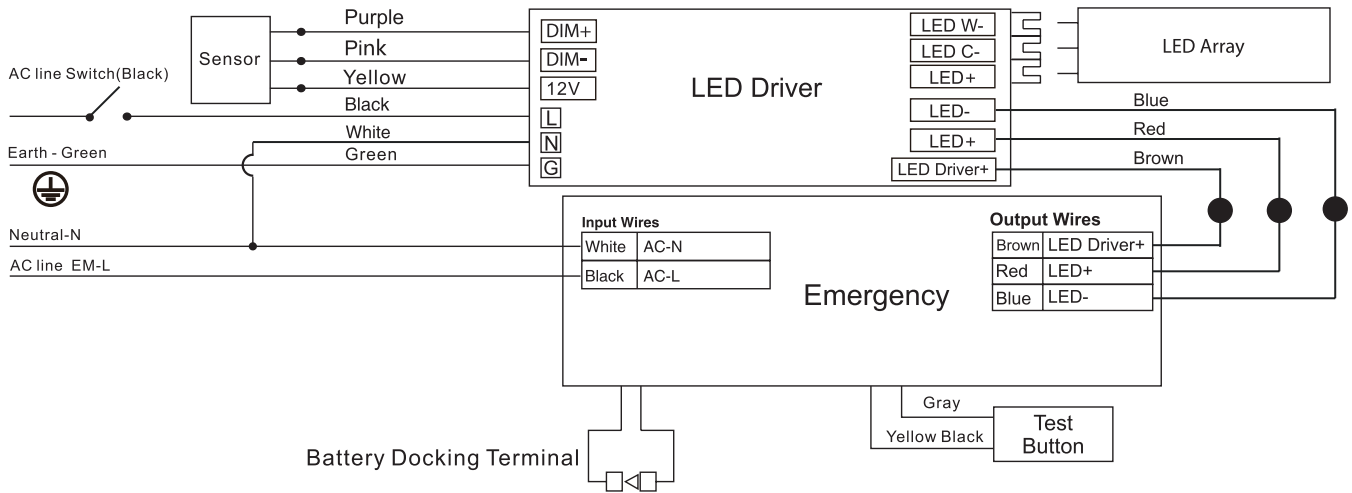 Purple
Pink
Yellow
Sensor
AC line Switch(Black)
Black
White
Earth - Green
Green
DIM+
DIM-
12V
L
N
G
LED Driver
LED W-
LED C-
LED+
LED-
LED+
LED Driver+
LED Array
Blue
Red
Brown
Neutral-N
AC line EM-L
Input Wires
White AC-N
Black AC-L
Emergency
Output Wires
Brown LED Driver+
Red LED+
Blue LED-
Gray
Yellow Black
Test
Button
Battery Docking Terminal